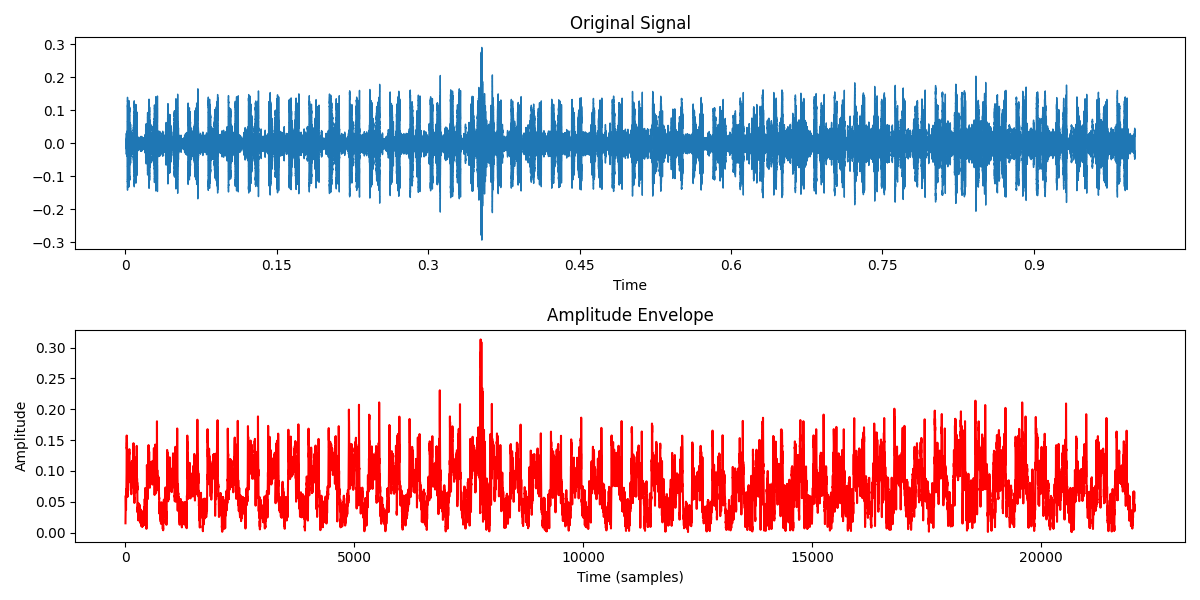 Original Signal
0.3
0.2
0.1
0.0
−0.1
−0.2
−0.3
0 0.15 0.3 0.45 0.6 0.75 0.9
Time
Amplitude Envelope
0.30
0.25
0.20
0.15
0.10
0.05
0.00
Amplitude
0 5000 10000 15000 20000
Time (samples)